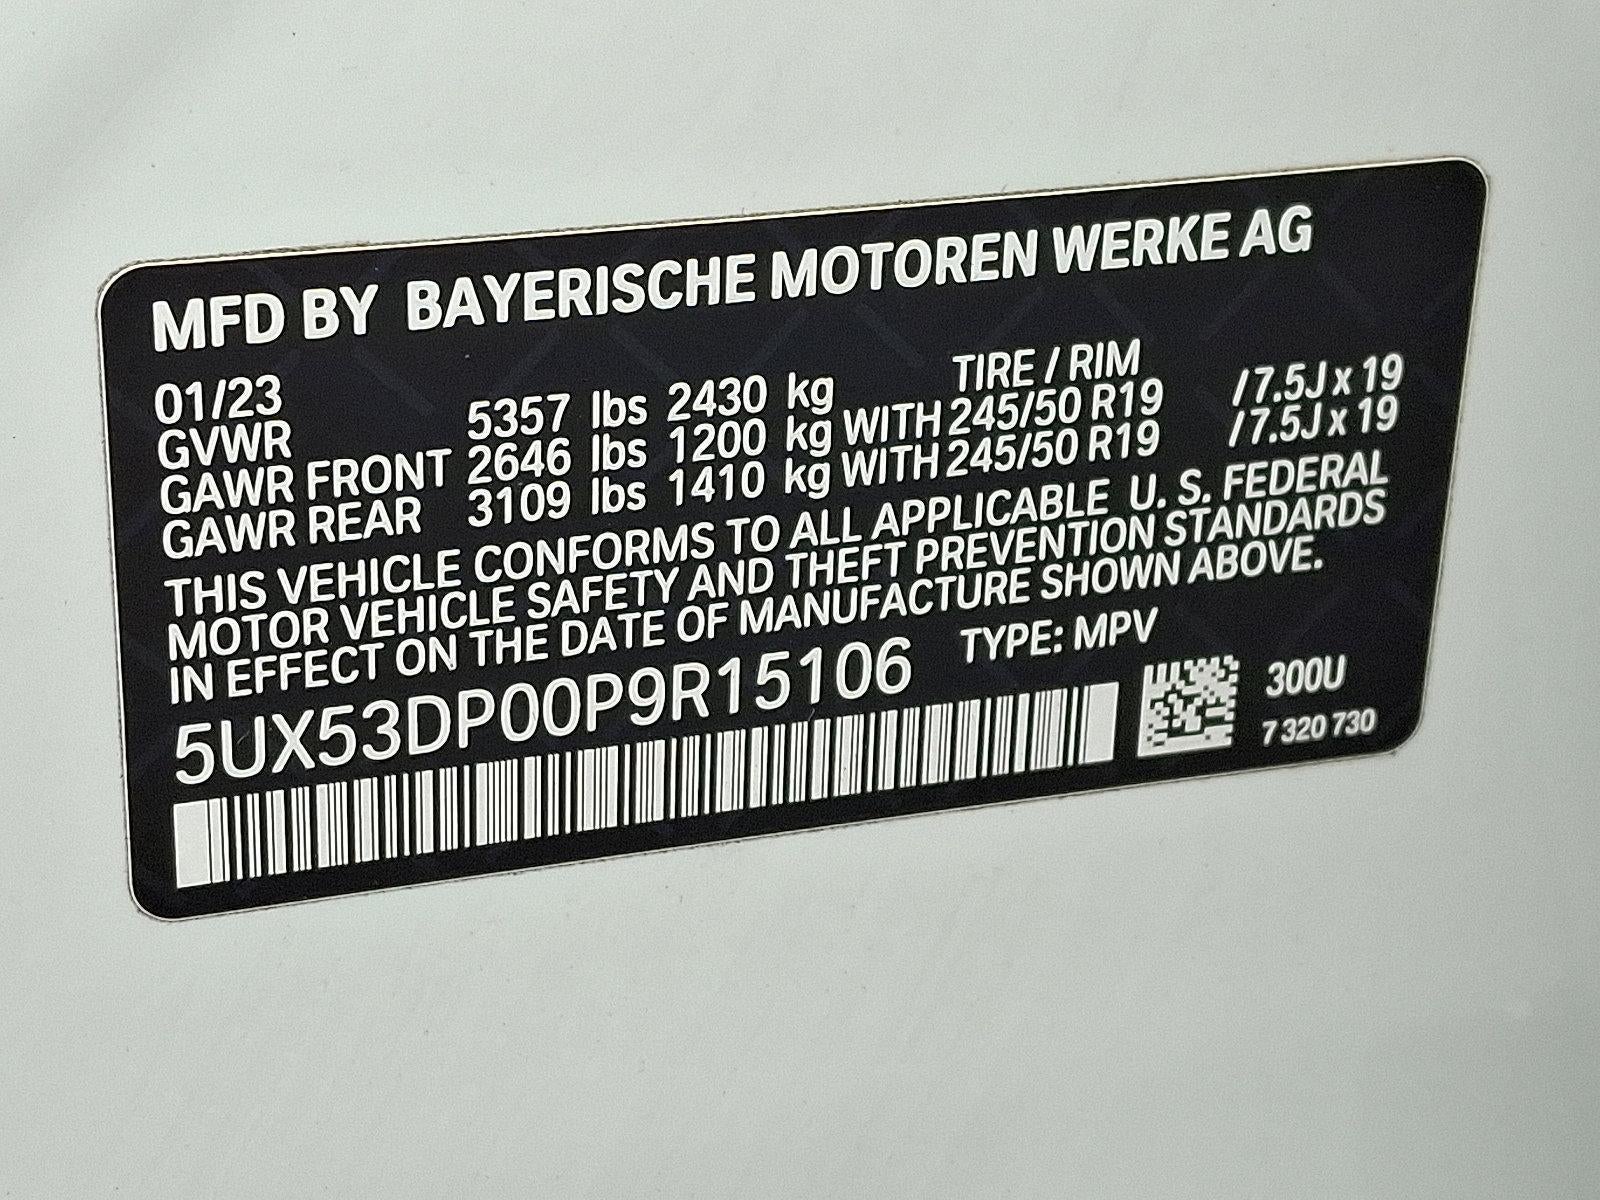 MFD BY BAYERISCHE MOTOREN WERKE AG
01/23 TIRE / RIM
GVWR 5357 lbs 2430 kg
GAWR FRONT 2646 lbs 1200 kg WITH 245/50 R19 /7.5J x 19
GAWR REAR 3109 lbs 1410 kg WITH 245/50 R19 /7.5J x 19
THIS VEHICLE CONFORMS TO ALL APPLICABLE U. S. FEDERAL
MOTOR VEHICLE SAFETY AND THEFT PREVENTION STANDARDS
IN EFFECT ON THE DATE OF MANUFACTURE SHOWN ABOVE.
5UX53DP00P9R15106 TYPE: MPV
300U
7 320 730